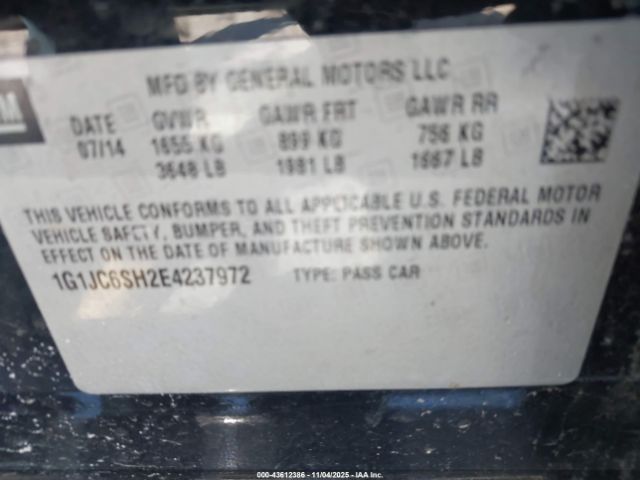 GM
MFD BY GENERAL MOTORS LLC
DATE GVWR GAWR FRT GAWR RR
07/14 1655 KG 899 KG 756 KG
3648 LB 1981 LB 1667 LB
THIS VEHICLE CONFORMS TO ALL APPLICABLE U.S. FEDERAL MOTOR
VEHICLE SAFETY, BUMPER, AND THEFT PREVENTION STANDARDS IN
EFFECT ON THE DATE OF MANUFACTURE SHOWN ABOVE.
1G1JC6SH2E4237972 TYPE: PASS CAR
000-43612386 - 11/04/2025 - IAA Inc.